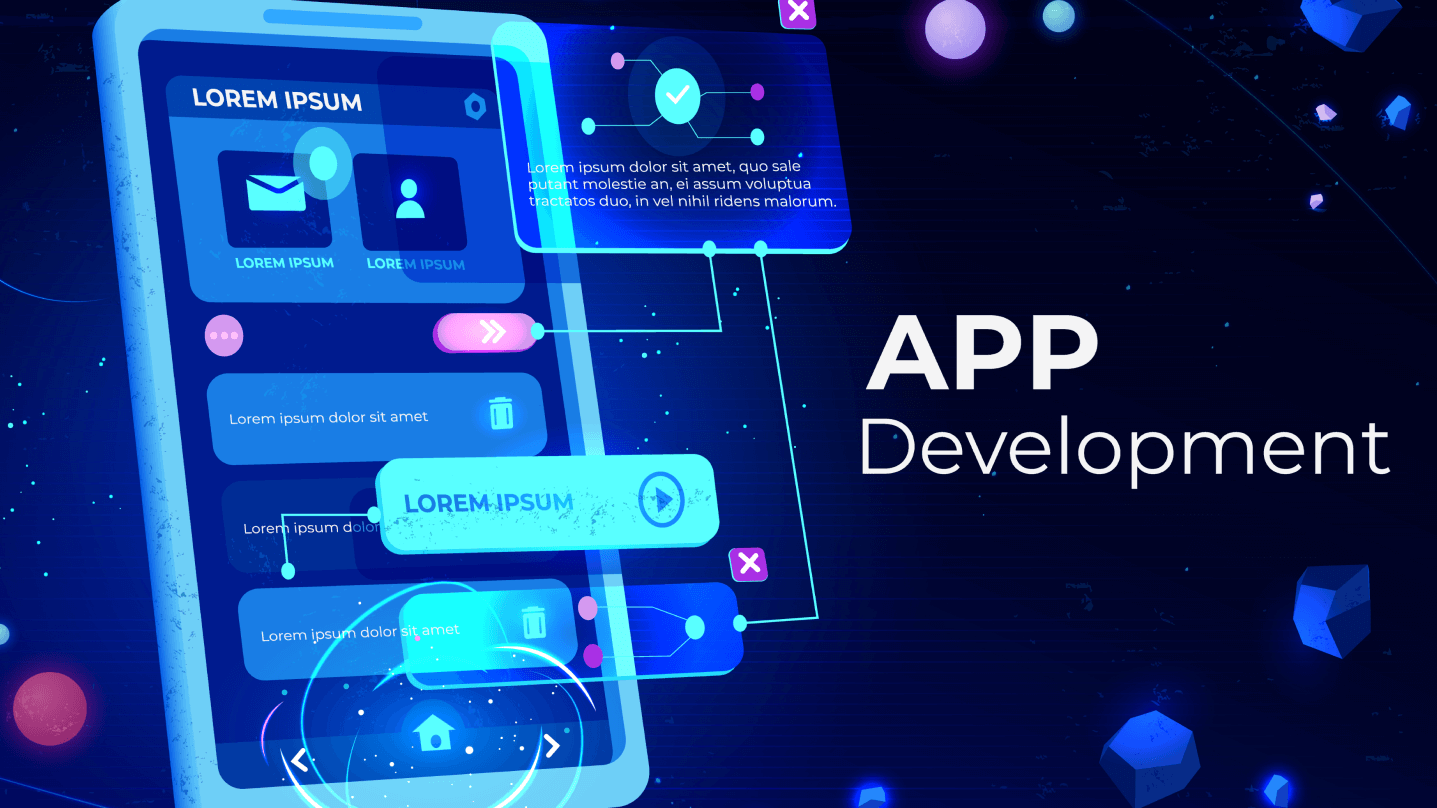 LOREM IPSUM
LOREM IPSUM
LOREM IPSUM
Lorem ipsum dolor sit amet, quo sale
putant molestie an, ei assum voluptua
tractatos duo, in vel nihil ridens malorum.
Lorem ipsum dolor sit amet
LOREM IPSUM
Lorem ipsum dolor
Lorem ipsum dolor sit amet
APP
Development